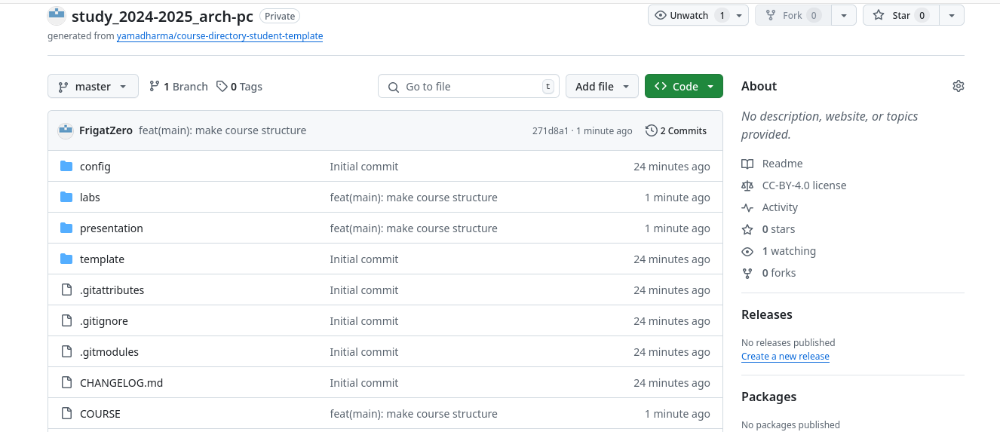 study_2024-2025_arch-pc Private Unwatch 1 Fork 0 Star 0
generated from yamadharma/course-directory-student-template
master 1 Branch 0 Tags Go to file t Add file Code
FrigatZero feat(main): make course structure 271d8a1 · 1 minute ago 2 Commits
config Initial commit 24 minutes ago
labs feat(main): make course structure 1 minute ago
presentation feat(main): make course structure 1 minute ago
template Initial commit 24 minutes ago
.gitattributes Initial commit 24 minutes ago
.gitignore Initial commit 24 minutes ago
.gitmodules Initial commit 24 minutes ago
CHANGELOG.md Initial commit 24 minutes ago
COURSE feat(main): make course structure 1 minute ago
About
No description, website, or topics
provided.
Readme
CC-BY-4.0 license
Activity
0 stars
1 watching
0 forks
Releases
No releases published
Create a new release
Packages
No packages published